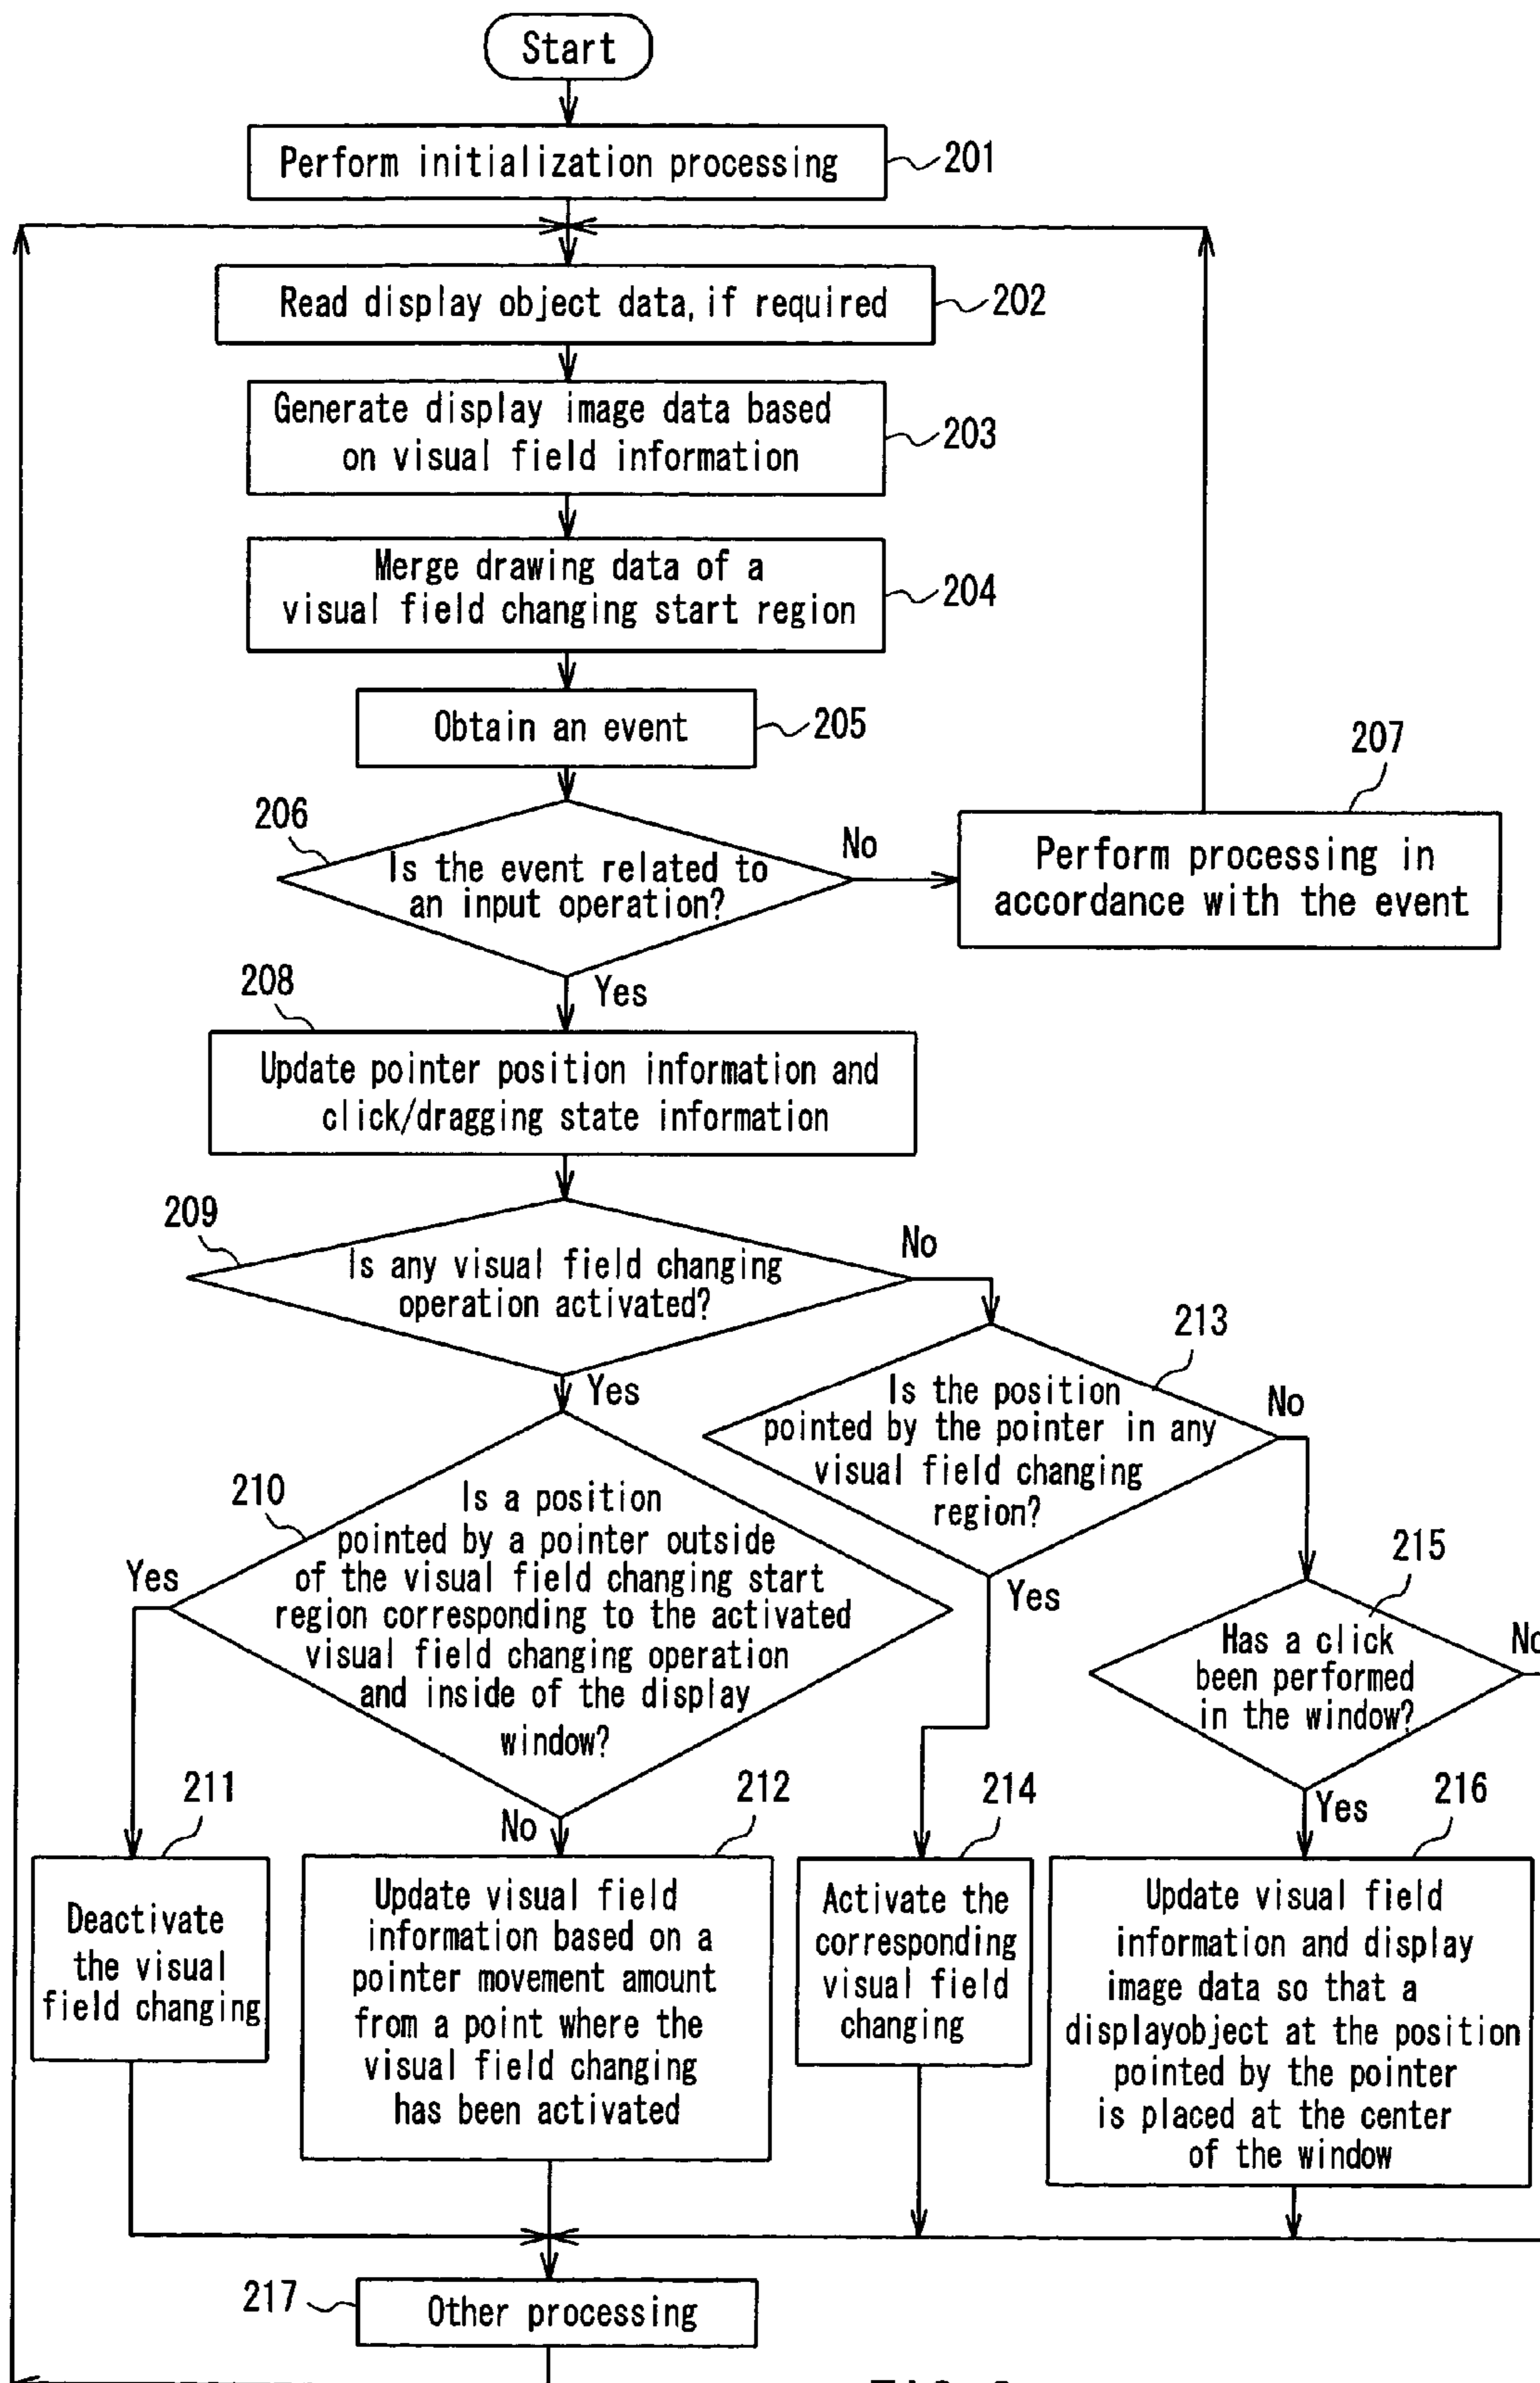 Start
Perform initialization processing
201
Read display object data, if required
202
Generate display image data based
on visual field information
203
Merge drawing data of a
visual field changing start region
204
Obtain an event
205
206
Is the event related to
an input operation?
No
207
Perform processing in
accordance with the event
Yes
208
Update pointer position information and
click/dragging state information
209
Is any visual field changing
operation activated?
No
Yes
213
Is the position
pointed by the pointer in any
visual field changing
region?
No
Yes
210
Is a position
pointed by a pointer outside
of the visual field changing start
region corresponding to the activated
visual field changing operation
and inside of the display
window?
Yes
No
215
Has a click
been performed
in the window?
No
Yes
211
Deactivate
the visual
field changing
212
Update visual field
information based on a
pointer movement amount
from a point where the
visual field changing
has been activated
214
Activate the
corresponding
visual field
changing
216
Update visual field
information and display
image data so that a
displayobject at the position
pointed by the pointer
is placed at the center
of the window
217
Other processing